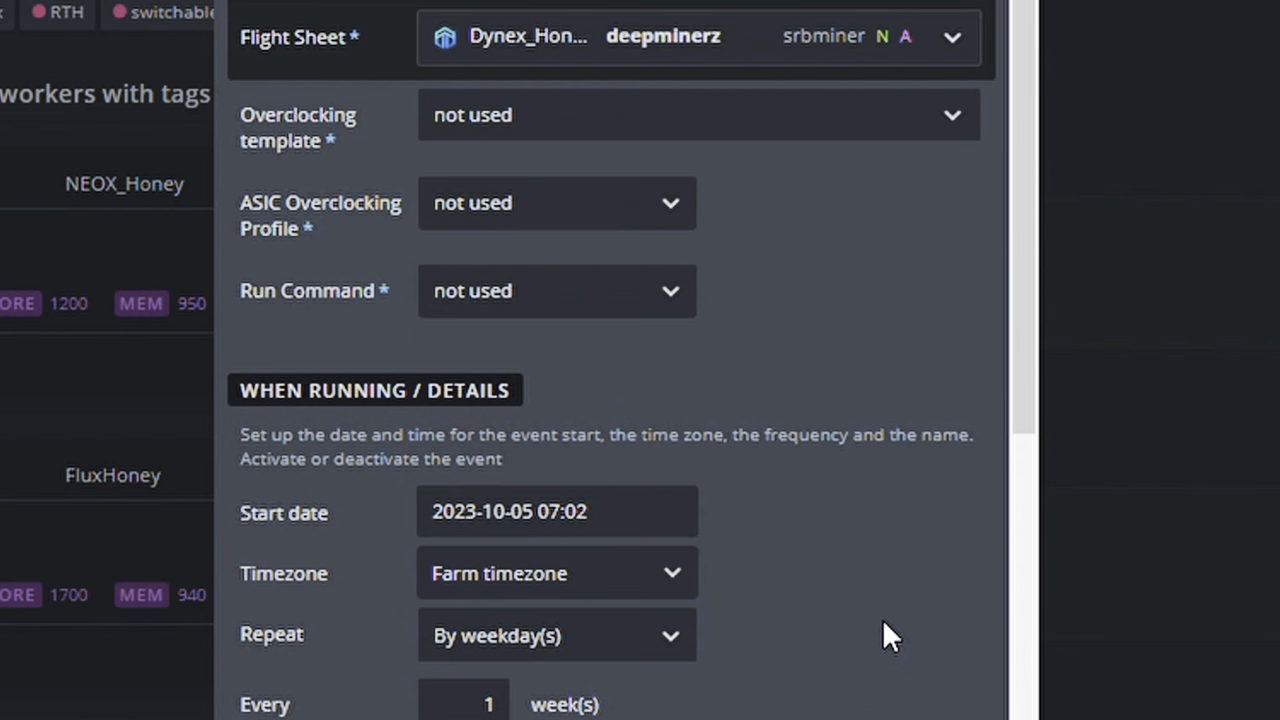 RTH
switchable
workers with tags
NEOX_Honey
ORE 1200 MEM 950
FluxHoney
ORE 1700 MEM 940
Flight Sheet *
Dynex_Hon... deepminerz srbminer N A
Overclocking
template *
not used
ASIC Overclocking
Profile *
not used
Run Command *
not used
WHEN RUNNING / DETAILS
Set up the date and time for the event start, the time zone, the frequency and the name.
Activate or deactivate the event
Start date
2023-10-05 07:02
Timezone
Farm timezone
Repeat
By weekday(s)
Every
1 week(s)